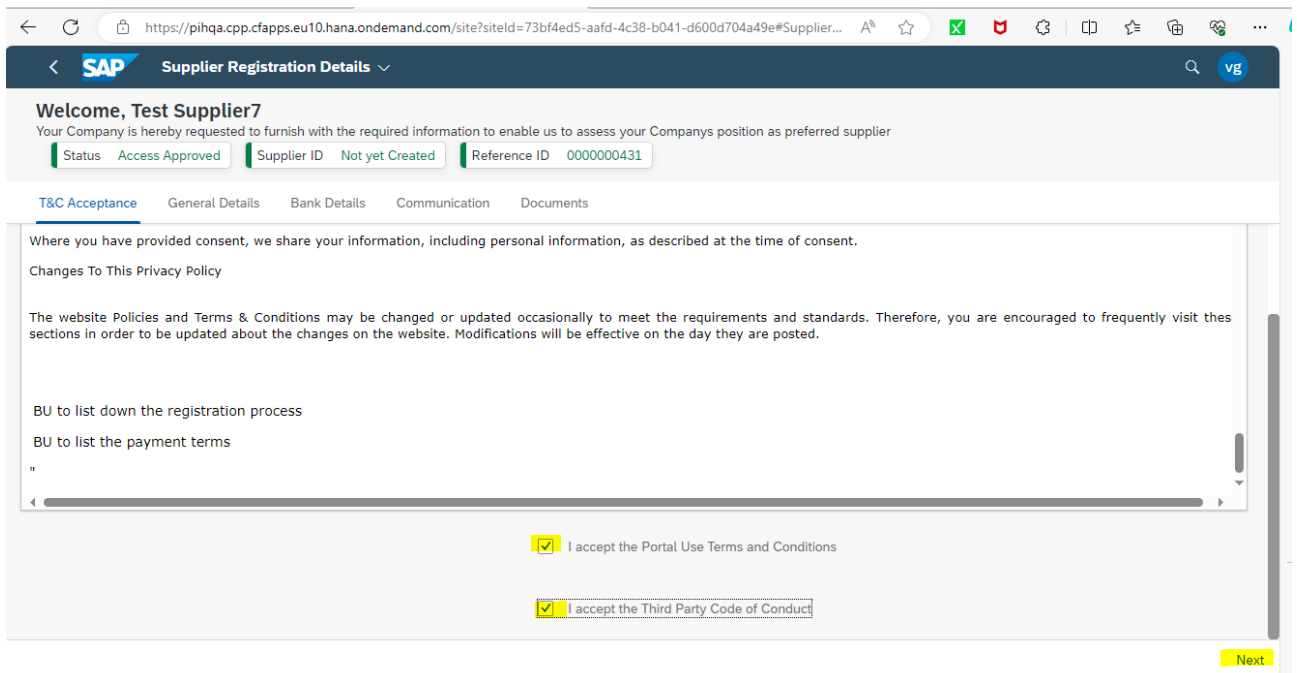 https://pihqa.cpp.cfapps.eu10.hana.ondemand.com/site?siteId=73bf4ed5-aafd-4c38-b041-d600d704a49e#Supplier...
SAP Supplier Registration Details vg
Welcome, Test Supplier7
Your Company is hereby requested to furnish with the required information to enable us to assess your Companys position as preferred supplier
Status Access Approved Supplier ID Not yet Created Reference ID 0000000431
T&C Acceptance General Details Bank Details Communication Documents
Where you have provided consent, we share your information, including personal information, as described at the time of consent.
Changes To This Privacy Policy
The website Policies and Terms & Conditions may be changed or updated occasionally to meet the requirements and standards. Therefore, you are encouraged to frequently visit thes
sections in order to be updated about the changes on the website. Modifications will be effective on the day they are posted.
BU to list down the registration process
BU to list the payment terms
"
I accept the Portal Use Terms and Conditions
I accept the Third Party Code of Conduct
Next